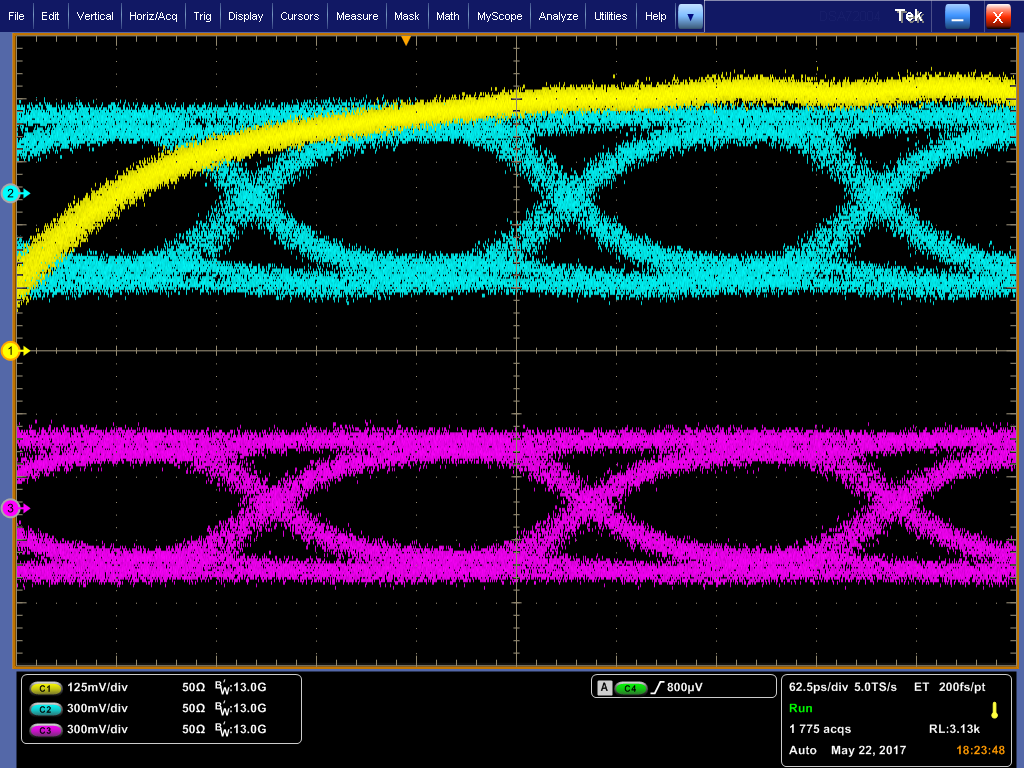 File Edit Vertical Horiz/Acq Trig Display Cursors Measure Mask Math MyScope Analyze Utilities Help ▼ Tek X
2
1
3
C1 125mV/div 50Ω BW:13.0G
C2 300mV/div 50Ω BW:13.0G
C3 300mV/div 50Ω BW:13.0G
A C4 800µV
62.5ps/div 5.0TS/s ET 200fs/pt
Run
1 775 acqs RL:3.13k
Auto May 22, 2017 18:23:48